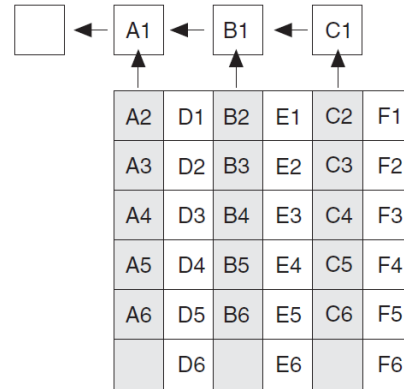 A1 B1 C1
A2 D1 B2 E1 C2 F1
A3 D2 B3 E2 C3 F2
A4 D3 B4 E3 C4 F3
A5 D4 B5 E4 C5 F4
A6 D5 B6 E5 C6 F5
D6 E6 F6